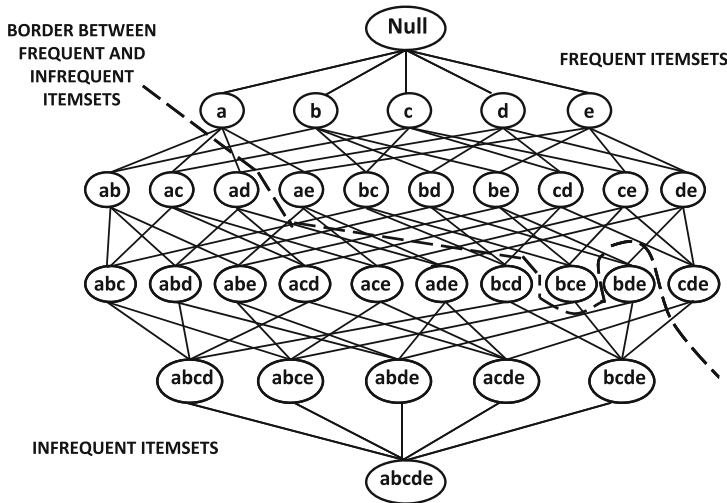 Null
BORDER BETWEEN
FREQUENT AND
INFREQUENT
ITEMSETS
FREQUENT ITEMSETS
a b c d e
ab ac ad ae bc bd be cd ce de
abc abd abe acd ace ade bcd bce bde cde
abcd abce abde acde bcde
INFREQUENT ITEMSETS
abcde